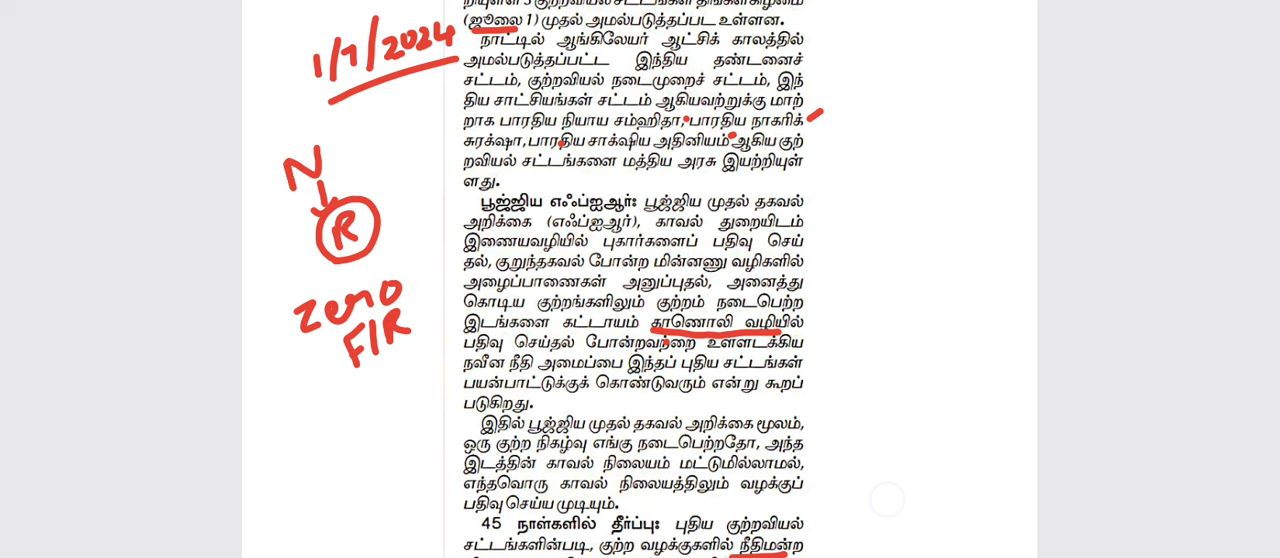 றியுள்ள 3 குற்றவியல் சட்டங்கள் திங்கள்கிழமை
(ஜூலை 1) முதல் அமல்படுத்தப்பட உள்ளன.
நாட்டில் ஆங்கிலேயர் ஆட்சிக் காலத்தில்
அமல்படுத்தப்பட்ட இந்திய தண்டனைச்
சட்டம், குற்றவியல் நடைமுறைச் சட்டம், இந்
திய சாட்சியங்கள் சட்டம் ஆகியவற்றுக்கு மாற்
றாக பாரதிய நியாய சம்ஹிதா, பாரதிய நாகரிக்
சுரக்ஷா, பாரதிய சாக்ஷிய அதினியம் ஆகிய குற்
றவியல் சட்டங்களை மத்திய அரசு இயற்றியுள்
ளது.
பூஜ்ஜிய எஃப்ஐஆர்: பூஜ்ஜிய முதல் தகவல்
அறிக்கை (எஃப்ஐஆர்), காவல் துறையிடம்
இணையவழியில் புகார்களைப் பதிவு செய்
தல், குறுந்தகவல் போன்ற மின்னணு வழிகளில்
அழைப்பாணைகள் அனுப்புதல், அனைத்து
கொடிய குற்றங்களிலும் குற்றம் நடைபெற்ற
இடங்களை கட்டாயம் காணொலி வழியில்
பதிவு செய்தல் போன்றவற்றை உள்ளடக்கிய
நவீன நீதி அமைப்பை இந்தப் புதிய சட்டங்கள்
பயன்பாட்டுக்குக் கொண்டுவரும் என்று கூறப்
படுகிறது.
இதில் பூஜ்ஜிய முதல் தகவல் அறிக்கை மூலம்,
ஒரு குற்ற நிகழ்வு எங்கு நடைபெற்றதோ, அந்த
இடத்தின் காவல் நிலையம் மட்டுமில்லாமல்,
எந்தவொரு காவல் நிலையத்திலும் வழக்குப்
பதிவு செய்ய முடியும்.
45 நாள்களில் தீர்ப்பு: புதிய குற்றவியல்
சட்டங்களின்படி, குற்ற வழக்குகளில் நீதிமன்ற
1/7/2024
N
R
zero
FIR